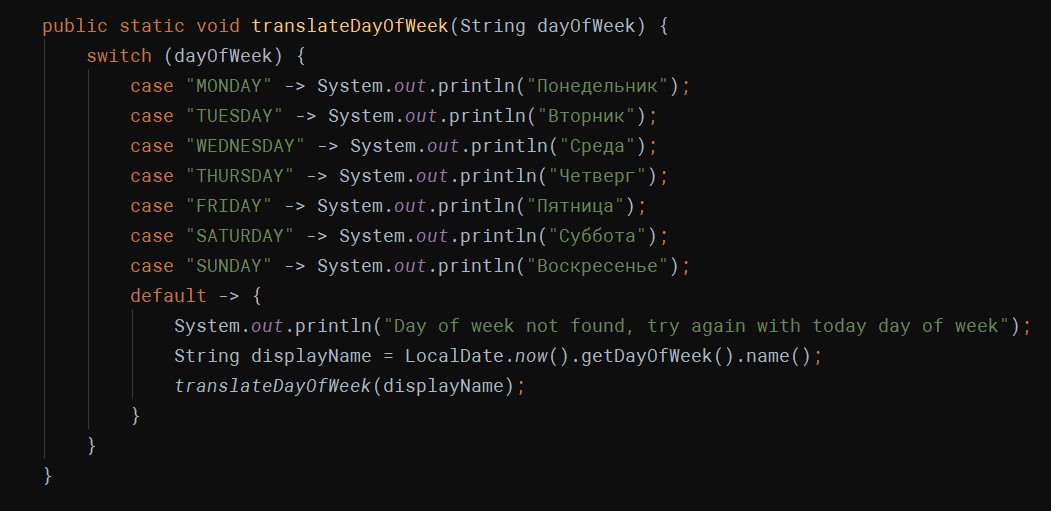 public static void translateDayOfWeek(String dayOfWeek) {
switch (dayOfWeek) {
case "MONDAY" -> System.out.println("Понедельник");
case "TUESDAY" -> System.out.println("Вторник");
case "WEDNESDAY" -> System.out.println("Среда");
case "THURSDAY" -> System.out.println("Четверг");
case "FRIDAY" -> System.out.println("Пятница");
case "SATURDAY" -> System.out.println("Суббота");
case "SUNDAY" -> System.out.println("Воскресенье");
default -> {
System.out.println("Day of week not found, try again with today day of week");
String displayName = LocalDate.now().getDayOfWeek().name();
translateDayOfWeek(displayName);
}
}
}